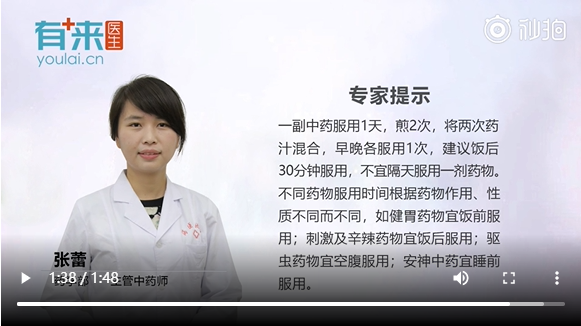 有来医生
youlai.cn
秒拍
专家提示
一副中药服用1天，煎2次，将两次药
汁混合，早晚各服用1次，建议饭后
30分钟服用，不宜隔天服用一剂药物。
不同药物服用时间根据药物作用、性
质不同而不同，如健胃药物宜饭前服
用；刺激及辛辣药物宜饭后服用；驱
虫药物宜空腹服用；安神中药宜睡前
服用。
张蕾
主管中药师
1:38 / 1:48